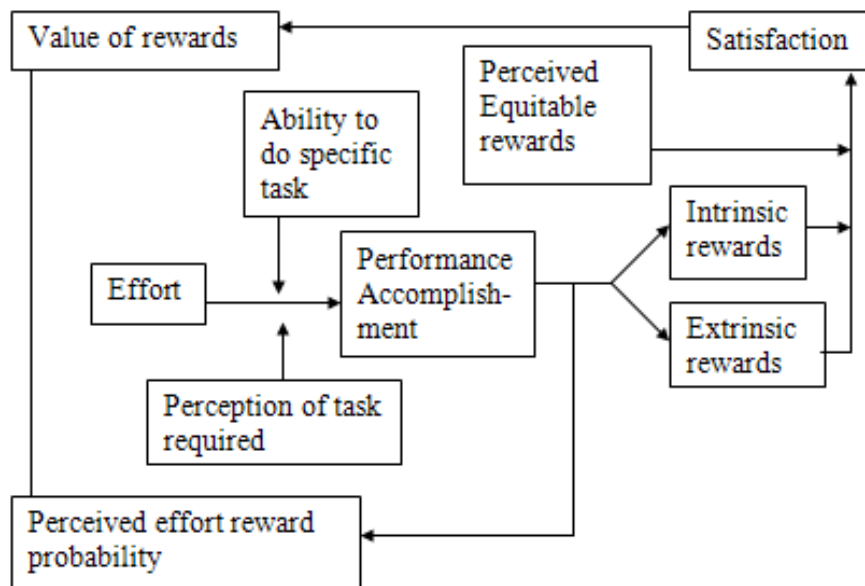 Value of rewards
Satisfaction
Perceived
Equitable
rewards
Ability to
do specific
task
Intrinsic
rewards
Performance
Accomplish-
ment
Effort
Extrinsic
rewards
Perception of task
required
Perceived effort reward
probability